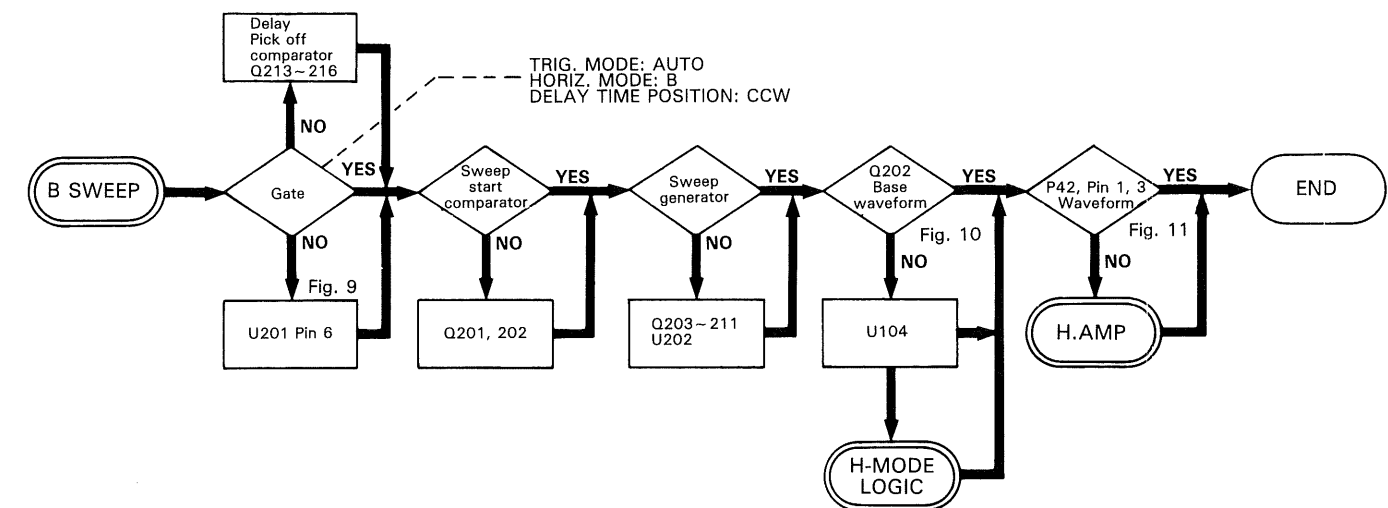 Delay
Pick off
comparator
Q213~216
TRIG. MODE: AUTO
HORIZ. MODE: B
DELAY TIME POSITION: CCW
NO
YES
B SWEEP
Gate
Sweep
start
comparator
YES
Sweep
generator
YES
Q202
Base
waveform
YES
P42, Pin 1, 3
Waveform
YES
END
NO
Fig. 9
NO
NO
Fig. 10
NO
Fig. 11
NO
U201 Pin 6
Q201, 202
Q203~211
U202
U104
H.AMP
H-MODE
LOGIC